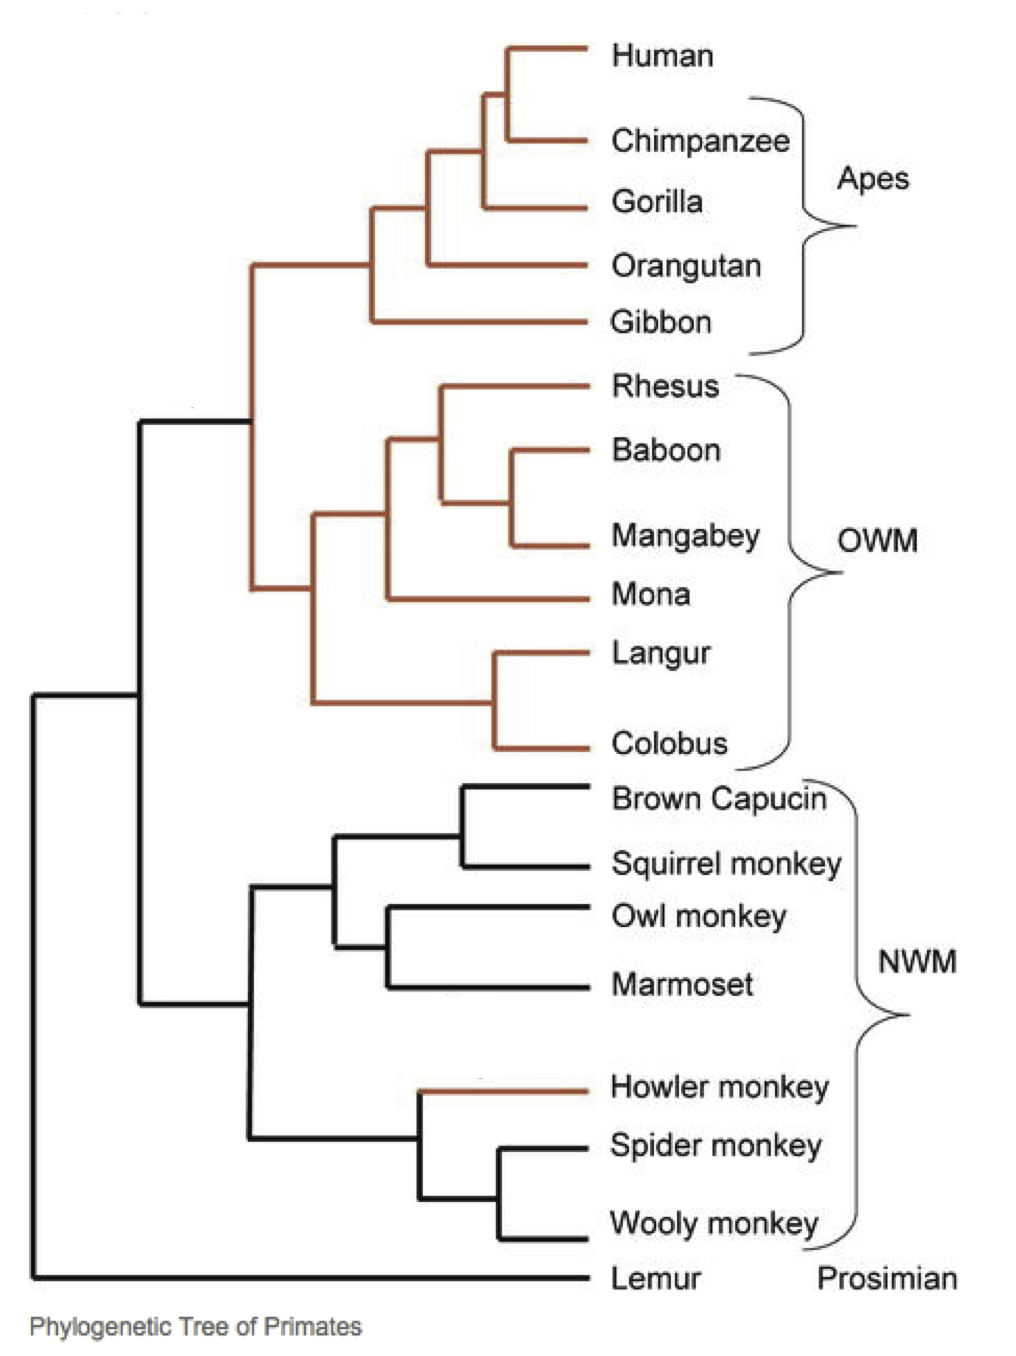 Human
Chimpanzee
Apes
Gorilla
Orangutan
Gibbon
Rhesus
Baboon
Mangabey
OWM
Mona
Langur
Colobus
Brown Capucin
Squirrel monkey
Owl monkey
NWM
Marmoset
Howler monkey
Spider monkey
Wooly monkey
Lemur Prosimian
Phylogenetic Tree of Primates